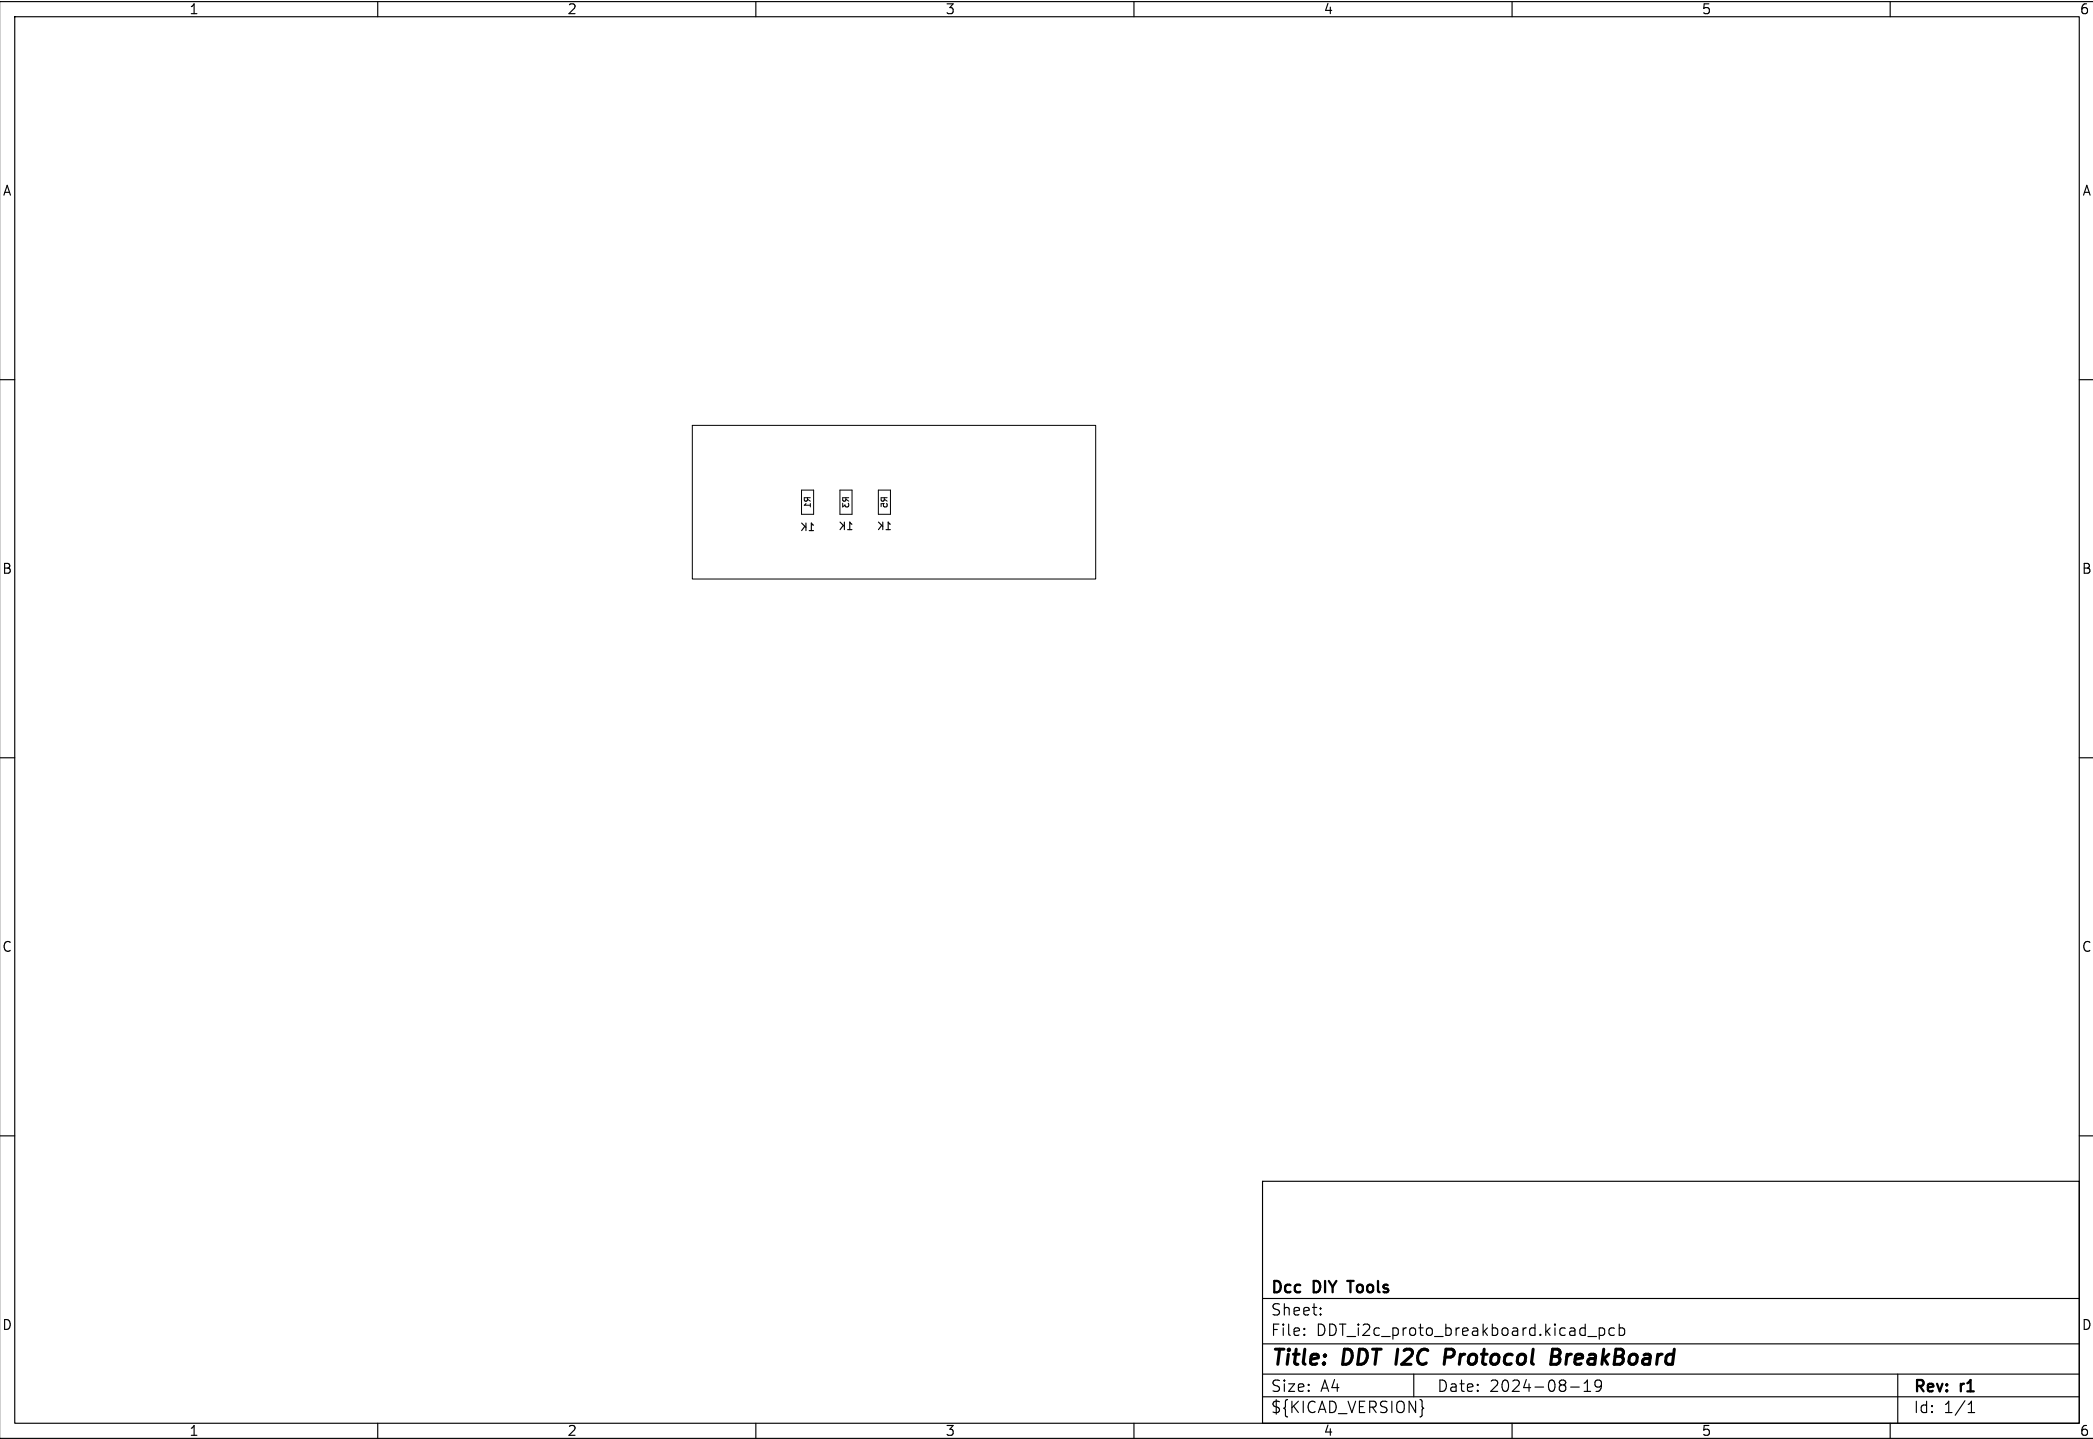 1 2 3 4 5 6
A A
R1 R3 R5
1K 1K 1K
B B
C C
Dcc DIY Tools
Sheet:
D D
File: DDT_i2c_proto_breakboard.kicad_pcb
Title: DDT I2C Protocol BreakBoard
Size: A4 Date: 2024-08-19 Rev: r1
${KICAD_VERSION} Id: 1/1
1 2 3 4 5 6